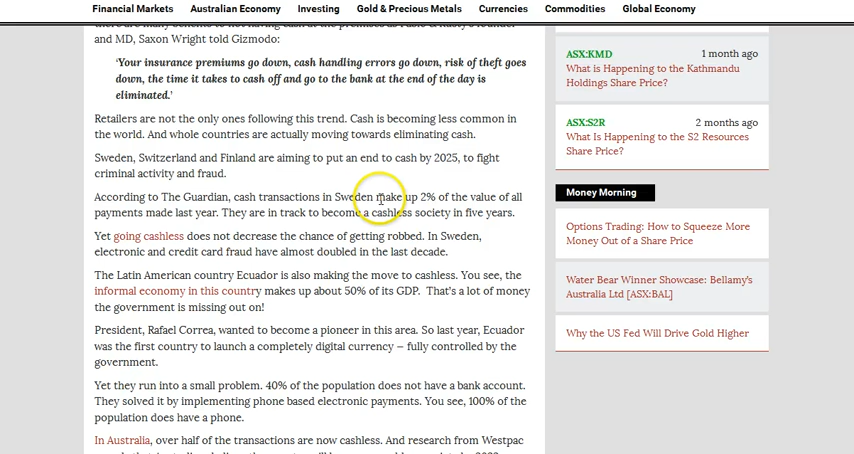 Financial Markets Australian Economy Investing Gold & Precious Metals Currencies Commodities Global Economy
and MD, Saxon Wright told Gizmodo:
'Your insurance premiums go down, cash handling errors go down, risk of theft goes
down, the time it takes to cash off and go to the bank at the end of the day is
eliminated.'
Retailers are not the only ones following this trend. Cash is becoming less common in
the world. And whole countries are actually moving towards eliminating cash.
Sweden, Switzerland and Finland are aiming to put an end to cash by 2025, to fight
criminal activity and fraud.
According to The Guardian, cash transactions in Sweden make up 2% of the value of all
payments made last year. They are in track to become a cashless society in five years.
Yet going cashless does not decrease the chance of getting robbed. In Sweden,
electronic and credit card fraud have almost doubled in the last decade.
The Latin American country Ecuador is also making the move to cashless. You see, the
informal economy in this country makes up about 50% of its GDP. That's a lot of money
the government is missing out on!
President, Rafael Correa, wanted to become a pioneer in this area. So last year, Ecuador
was the first country to launch a completely digital currency – fully controlled by the
government.
Yet they run into a small problem. 40% of the population does not have a bank account.
They solved it by implementing phone based electronic payments. You see, 100% of the
population does have a phone.
In Australia, over half of the transactions are now cashless. And research from Westpac
ASX:KMD 1 month ago
What is Happening to the Kathmandu
Holdings Share Price?
ASX:S2R 2 months ago
What Is Happening to the S2 Resources
Share Price?
Money Morning
Options Trading: How to Squeeze More
Money Out of a Share Price
Water Bear Winner Showcase: Bellamy's
Australia Ltd [ASX:BAL]
Why the US Fed Will Drive Gold Higher